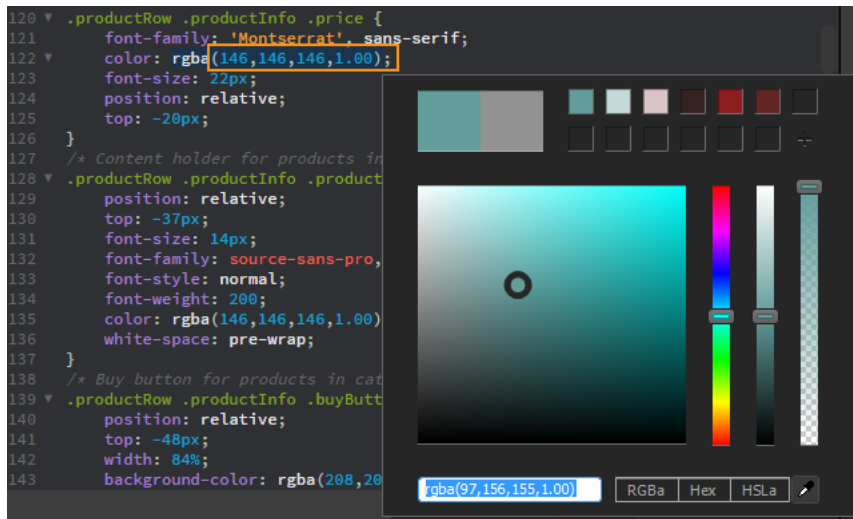 120 ▼ .productRow .productInfo .price {
121 font-family: 'Montserrat', sans-serif;
122 ▼ color: rgba(146,146,146,1.00);
123 font-size: 22px;
124 position: relative;
125 top: -20px;
126 }
127 /* Content holder for products in
128 ▼ .productRow .productInfo .product
129 position: relative;
130 top: -37px;
131 font-size: 14px;
132 font-family: source-sans-pro,
133 font-style: normal;
134 font-weight: 200;
135 color: rgba(146,146,146,1.00)
136 white-space: pre-wrap;
137 }
138 /* Buy button for products in cat
139 ▼ .productRow .productInfo .buyButt
140 position: relative;
141 top: -48px;
142 width: 84%;
143 background-color: rgba(208,20
rgba(97,156,155,1.00)
RGBa Hex HSLa